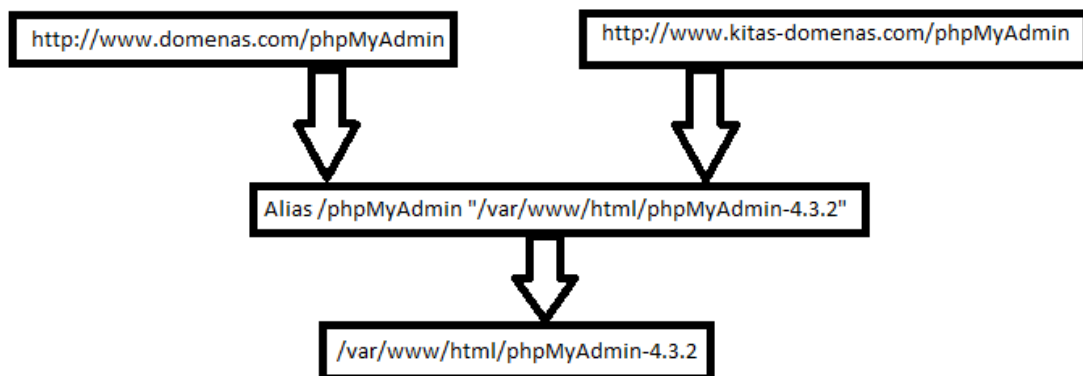 http://www.domenas.com/phpMyAdmin
http://www.kitas-domenas.com/phpMyAdmin
Alias /phpMyAdmin "/var/www/html/phpMyAdmin-4.3.2"
/var/www/html/phpMyAdmin-4.3.2